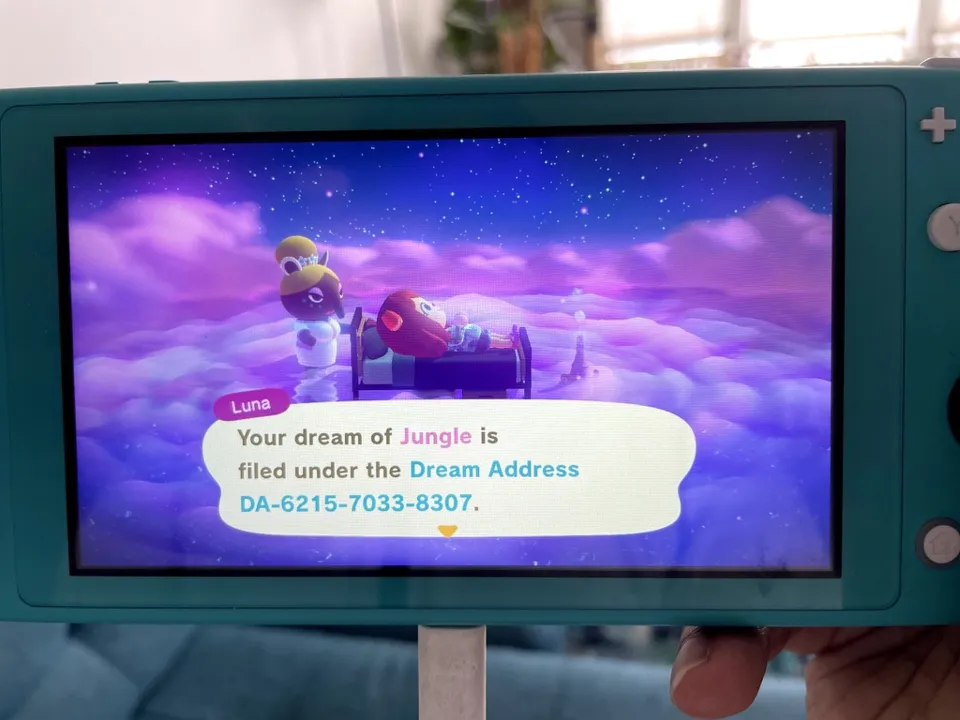 Luna
Your dream of Jungle is
filed under the Dream Address
DA-6215-7033-8307.
Y